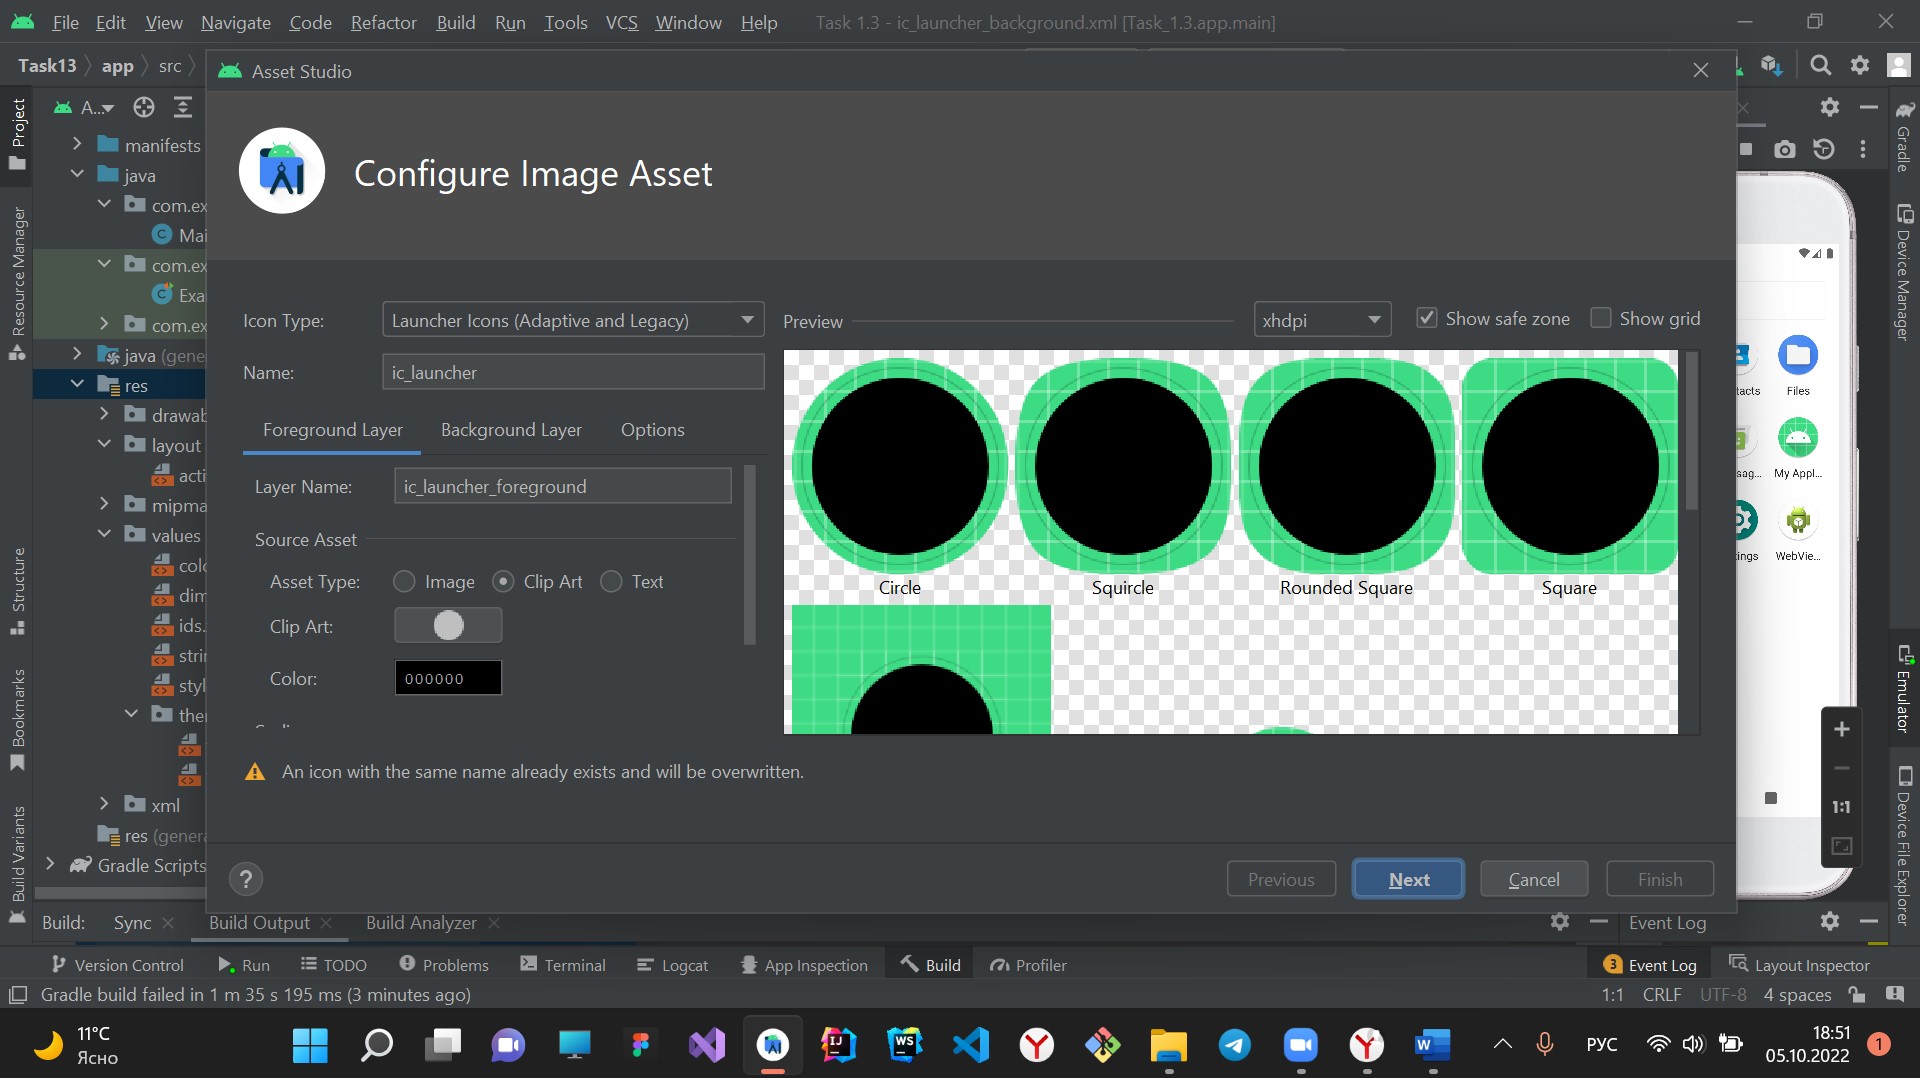 File Edit View Navigate Code Refactor Build Run Tools VCS Window Help Task 1.3 - ic_launcher_background.xml [Task_1.3.app.main]
Task13 app src
Asset Studio
A...
Project
Resource Manager
Structure
Bookmarks
Build Variants
manifests
java
com.ex
Mai
com.ex
Exa
com.ex
java (gene
res
drawab
layout
acti
mipma
values
colo
dim
ids.
strin
styl
the
xml
res (genera
Gradle Scripts
Configure Image Asset
Icon Type: Launcher Icons (Adaptive and Legacy)
Name: ic_launcher
Foreground Layer Background Layer Options
Layer Name: ic_launcher_foreground
Source Asset
Asset Type: Image Clip Art Text
Clip Art:
Color: 000000
Preview xhdpi Show safe zone Show grid
Circle Squircle Rounded Square Square
An icon with the same name already exists and will be overwritten.
? Previous Next Cancel Finish
tacts Files
sag... My Appl...
ings WebVie...
1:1
Gradle
Device Manager
Emulator
Device File Explorer
Build: Sync Build Output Build Analyzer Event Log
Version Control Run TODO Problems Terminal Logcat App Inspection Build Profiler 3 Event Log Layout Inspector
Gradle build failed in 1 m 35 s 195 ms (3 minutes ago) 1:1 CRLF UTF-8 4 spaces
11°C
Ясно
РУС
18:51
05.10.2022
1